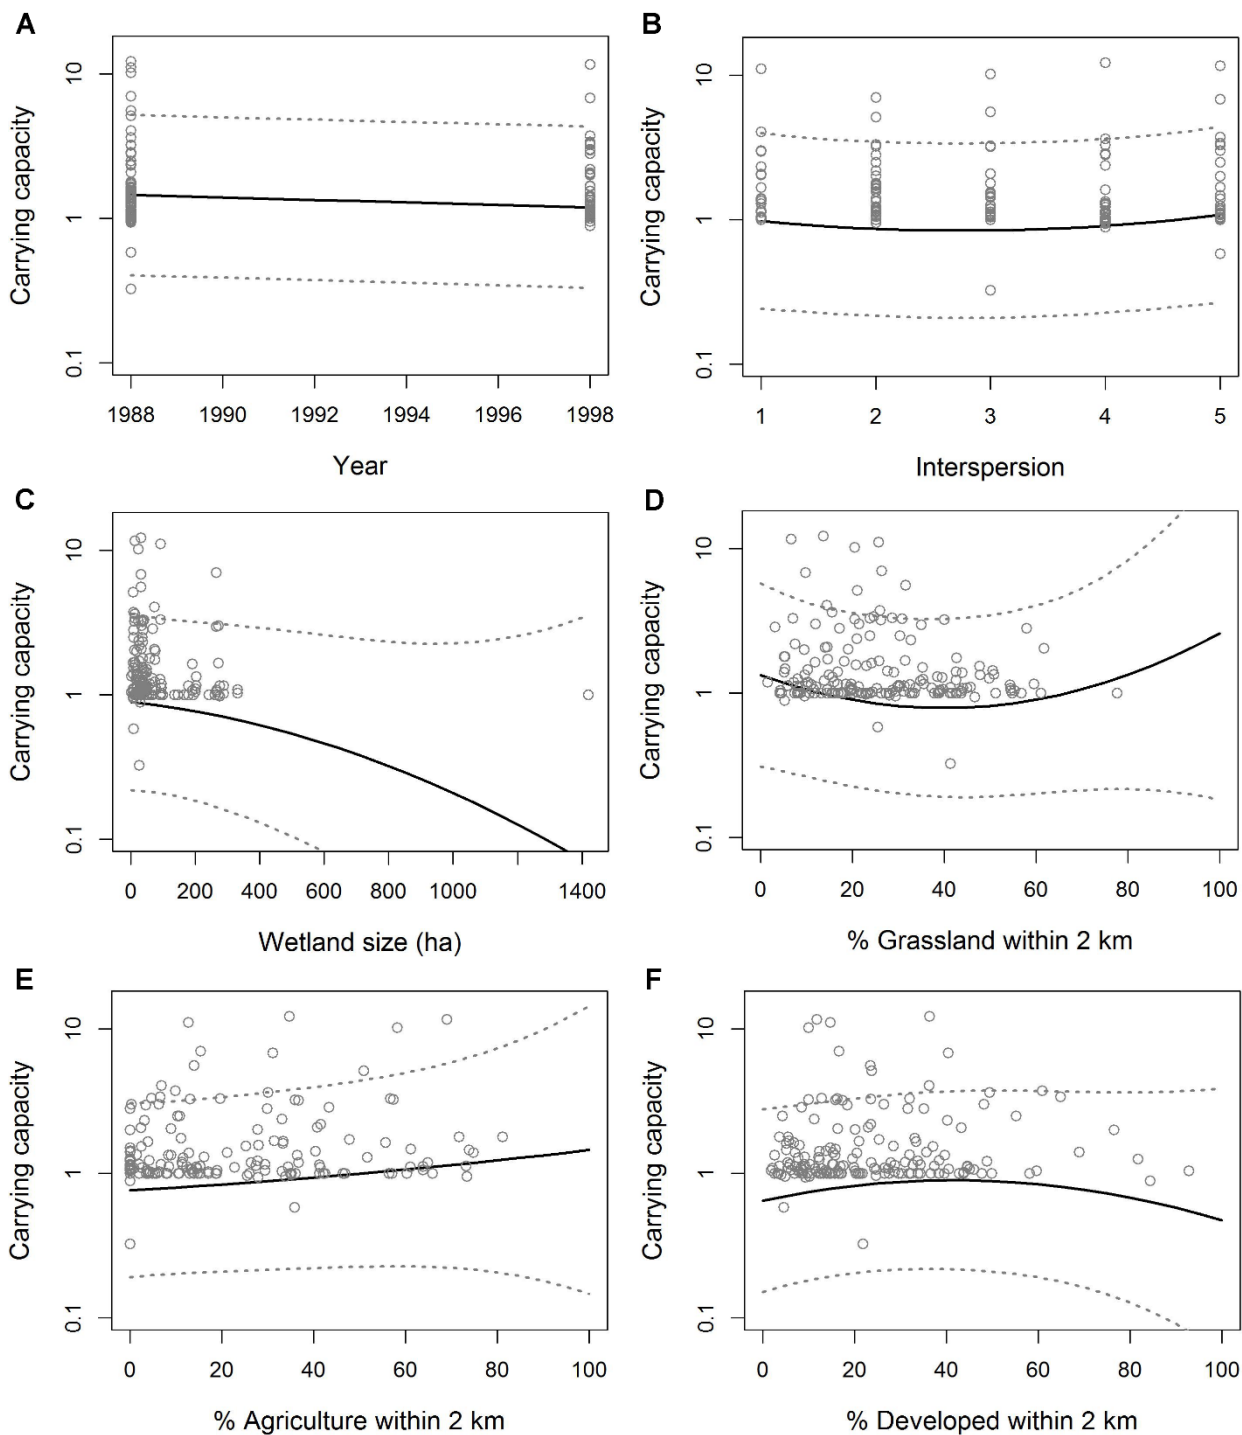 A
Carrying capacity
10
1
0.1
1988 1990 1992 1994 1996 1998
Year
B
Carrying capacity
10
1
0.1
1 2 3 4 5
Interspersion
C
Carrying capacity
10
1
0.1
0 200 400 600 800 1000 1400
Wetland size (ha)
D
Carrying capacity
10
1
0.1
0 20 40 60 80 100
% Grassland within 2 km
E
Carrying capacity
10
1
0.1
0 20 40 60 80 100
% Agriculture within 2 km
F
Carrying capacity
10
1
0.1
0 20 40 60 80 100
% Developed within 2 km